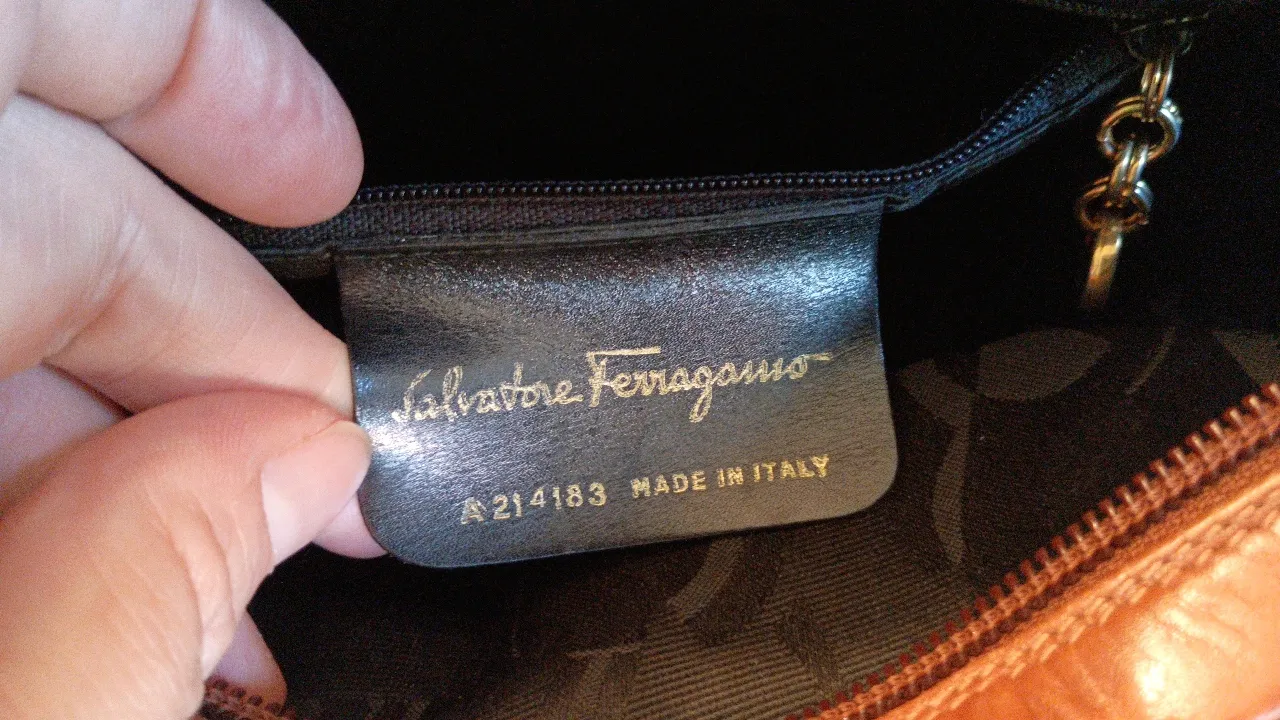 Salvatore Ferragamo
A214183 MADE IN ITALY